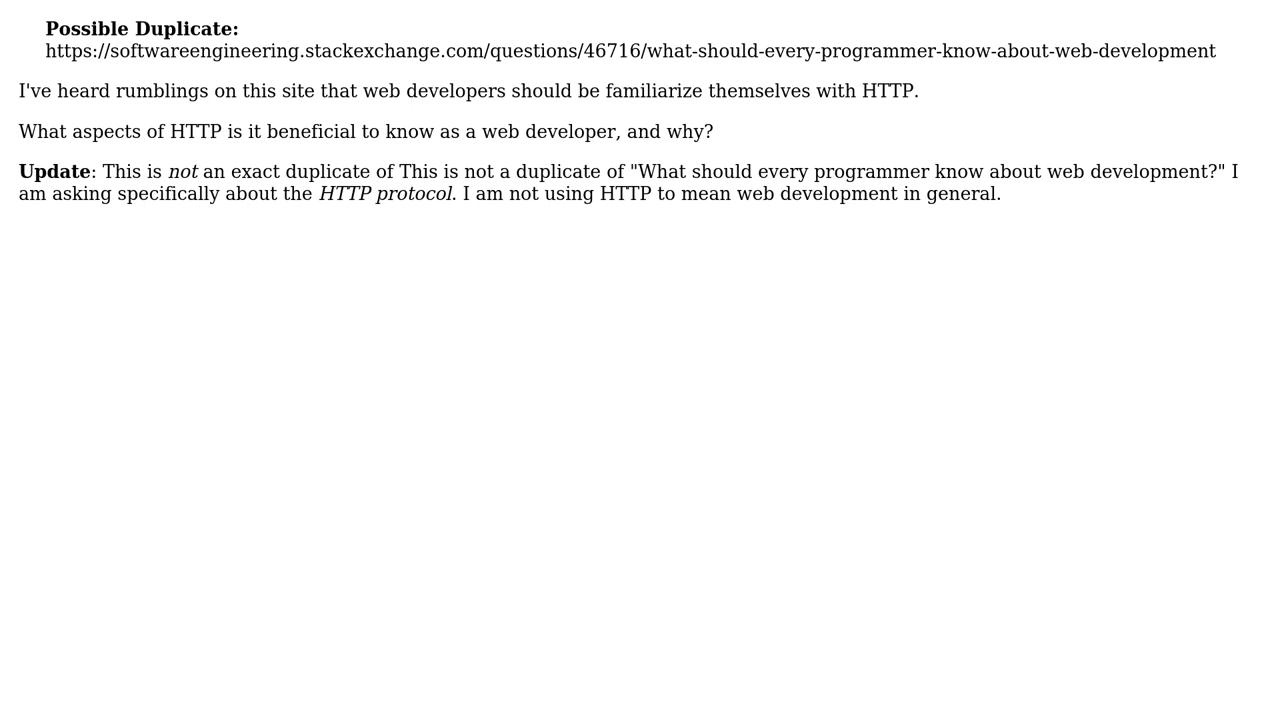 Possible Duplicate:
https://softwareengineering.stackexchange.com/questions/46716/what-should-every-programmer-know-about-web-development
I've heard rumblings on this site that web developers should be familiarize themselves with HTTP.
What aspects of HTTP is it beneficial to know as a web developer, and why?
Update: This is not an exact duplicate of This is not a duplicate of "What should every programmer know about web development?" I
am asking specifically about the HTTP protocol. I am not using HTTP to mean web development in general.